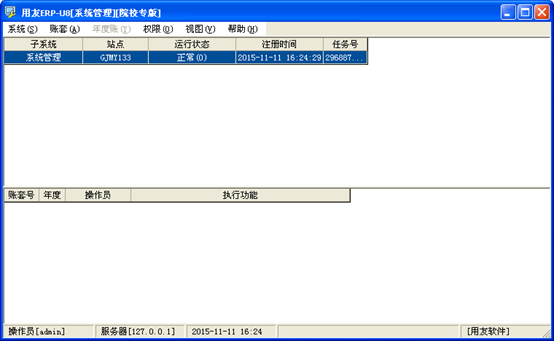 用友ERP-U8[系统管理][院校专版]
系统(S) 账套(A) 年度账(Y) 权限(O) 视图(V) 帮助(H)
子系统 站点 运行状态 注册时间 任务号
系统管理 GJMY133 正常(0) 2015-11-11 16:24:29 296887...
账套号 年度 操作员 执行功能
操作员[admin] 服务器[127.0.0.1] 2015-11-11 16:24 [用友软件]